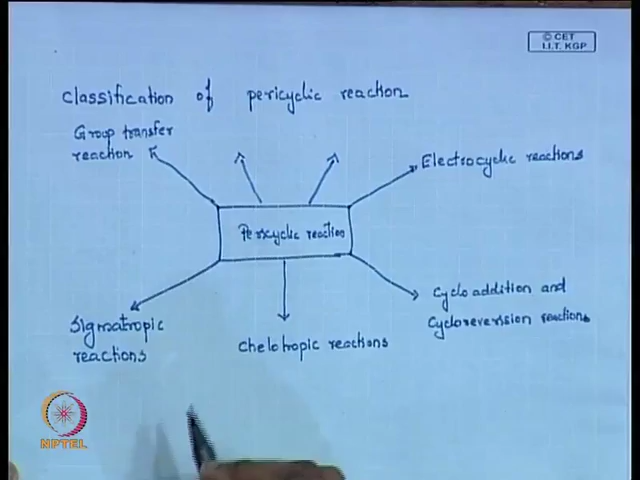 © CET
I.I.T. KGP
Classification of pericyclic reaction
Group transfer
reaction
Electrocyclic reactions
Pericyclic reaction
Cycloaddition and
Cycloreversion reactions
Sigmatropic
reactions
Chelotropic reactions
NPTEL